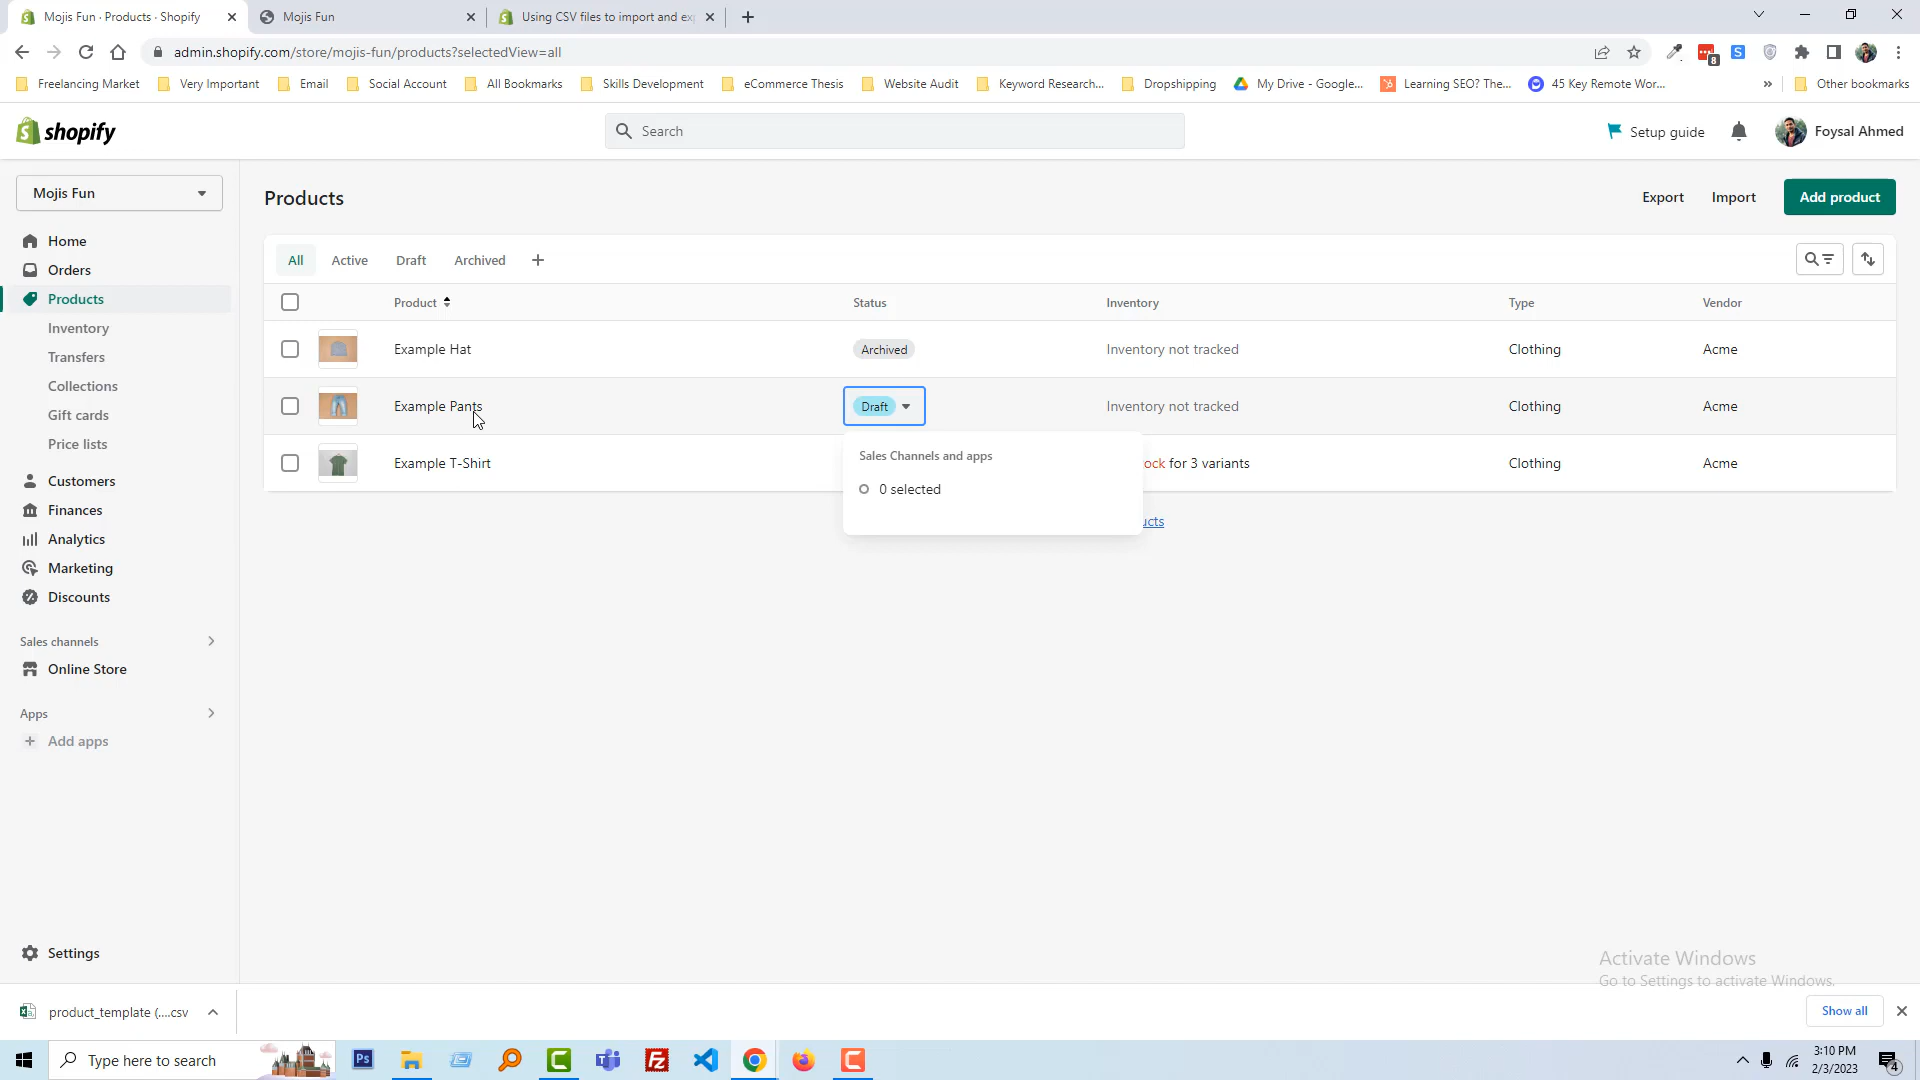 Mojis Fun · Products · Shopify
Mojis Fun
Using CSV files to import and exp
admin.shopify.com/store/mojis-fun/products?selectedView=all
8
Freelancing Market
Very Important
Email
Social Account
All Bookmarks
Skills Development
eCommerce Thesis
Website Audit
Keyword Research...
Dropshipping
My Drive - Google...
Learning SEO? The...
45 Key Remote Wor...
»
Other bookmarks
shopify
Search
Setup guide
Foysal Ahmed
Mojis Fun
Home
Orders
Products
Inventory
Transfers
Collections
Gift cards
Price lists
Customers
Finances
Analytics
Marketing
Discounts
Sales channels
Online Store
Apps
Add apps
Settings
Products
Export
Import
Add product
All
Active
Draft
Archived
Product
Status
Inventory
Type
Vendor
Example Hat
Archived
Inventory not tracked
Clothing
Acme
Example Pants
Draft
Inventory not tracked
Clothing
Acme
Example T-Shirt
ock for 3 variants
Clothing
Acme
Sales Channels and apps
0 selected
ucts
Activate Windows
Go to Settings to activate Windows.
product_template (....csv
Show all
Type here to search
Ps
3:10 PM
2/3/2023
4